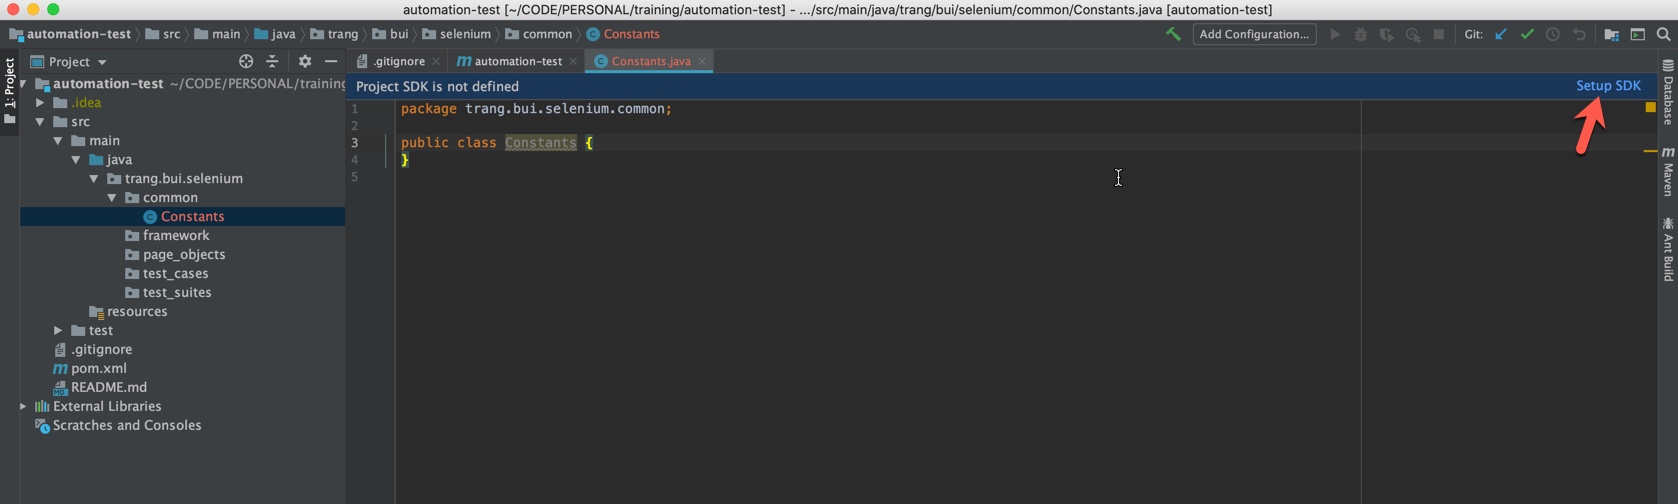 automation-test [~/CODE/PERSONAL/training/automation-test] - .../src/main/java/trang/bui/selenium/common/Constants.java [automation-test]
automation-test src main java trang bui selenium common Constants Add Configuration... Git:
1: Project
Project
.gitignore automation-test Constants.java
automation-test ~/CODE/PERSONAL/training
Project SDK is not defined Setup SDK
.idea
src
main
java
trang.bui.selenium
common
Constants
framework
page_objects
test_cases
test_suites
resources
test
.gitignore
pom.xml
README.md
External Libraries
Scratches and Consoles
1 package trang.bui.selenium.common;
2
3 public class Constants {
4 }
5
Database
Maven
Ant Build